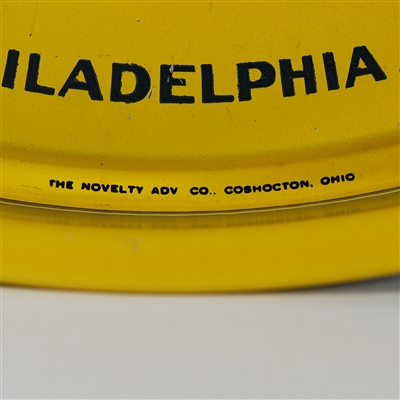 ILADELPHIA
THE NOVELTY ADV CO., COSHOCTON, OHIO